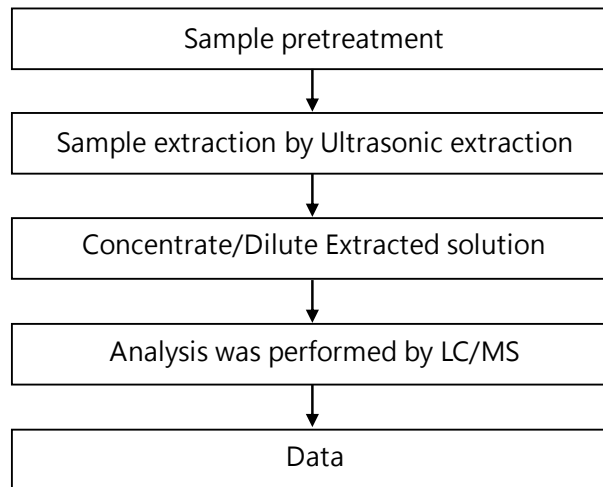 Sample pretreatment
Sample extraction by Ultrasonic extraction
Concentrate/Dilute Extracted solution
Analysis was performed by LC/MS
Data